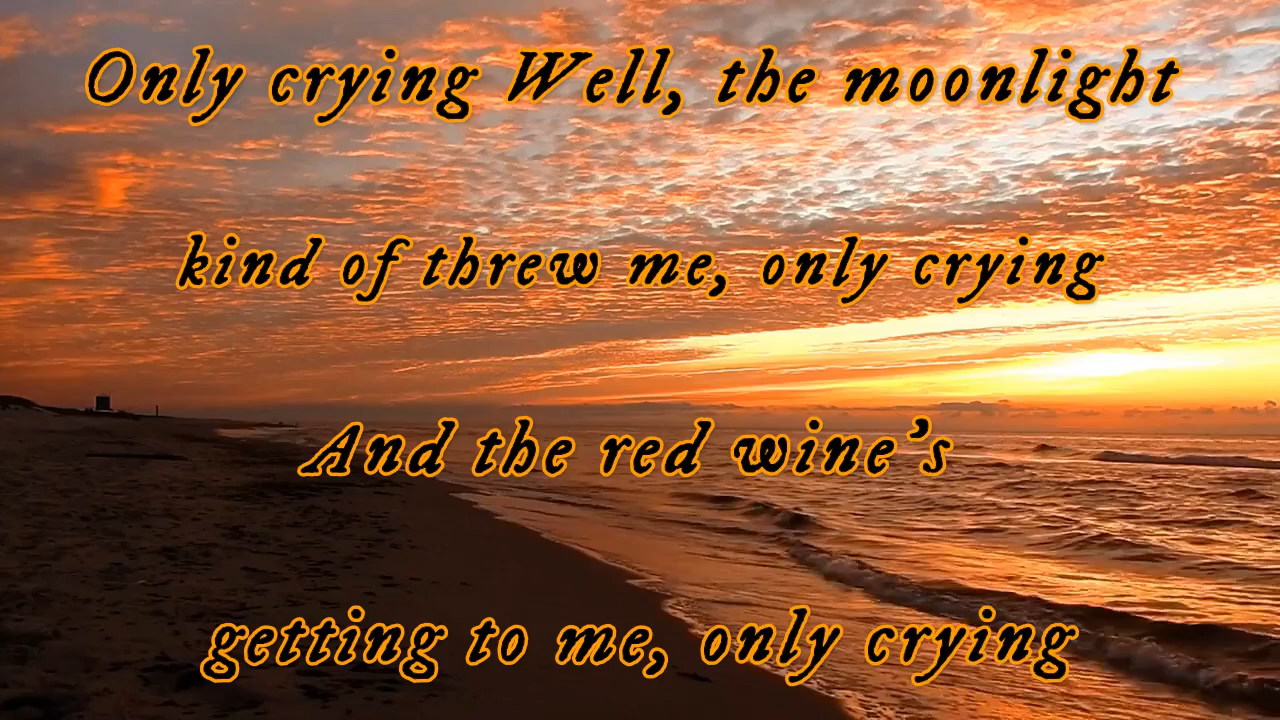 Only crying Well, the moonlight
kind of threw me, only crying
And the red wine's
getting to me, only crying